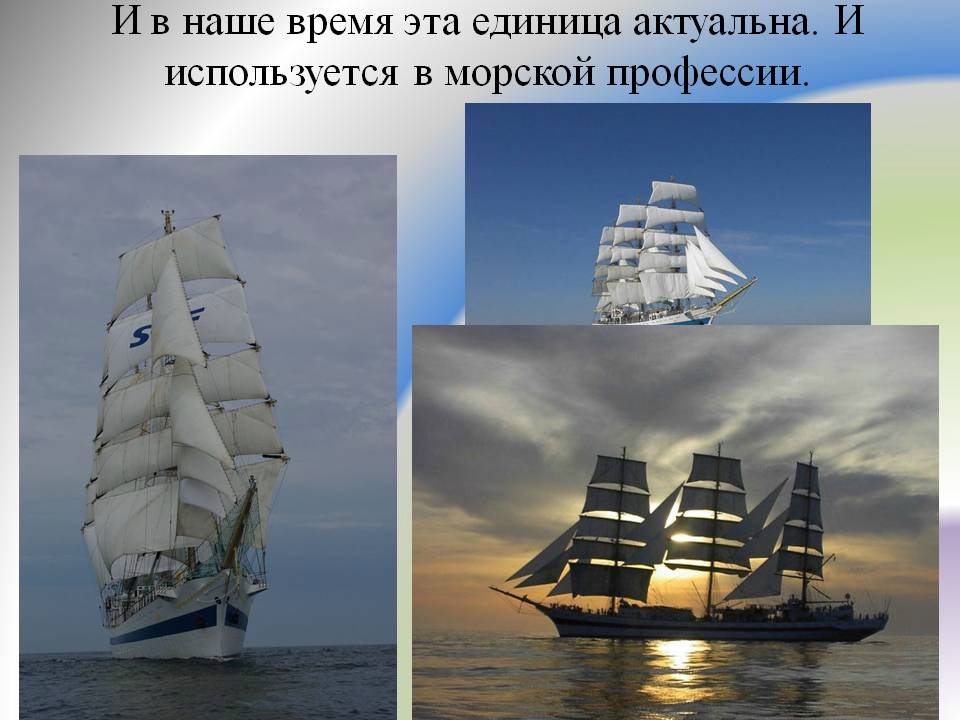 И в наше время эта единица актуальна. И
используется в морской профессии.